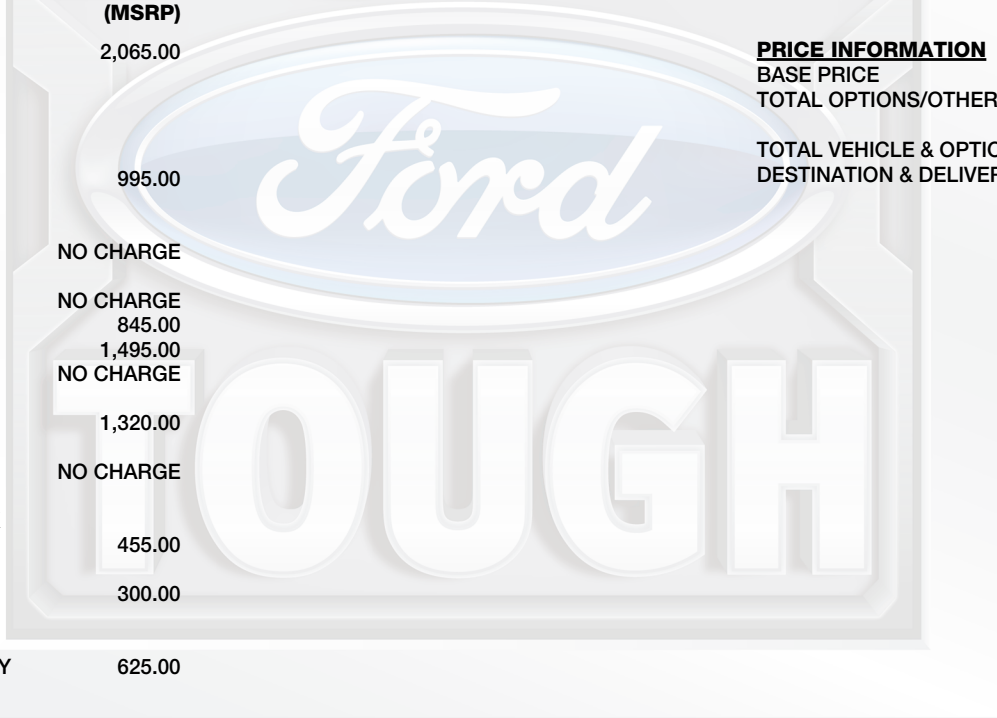 (MSRP)
2,065.00
995.00
NO CHARGE
NO CHARGE
845.00
1,495.00
NO CHARGE
1,320.00
NO CHARGE
455.00
300.00
Y 625.00
PRICE INFORMATION
BASE PRICE
TOTAL OPTIONS/OTHER
TOTAL VEHICLE & OPTIO
DESTINATION & DELIVER
Ford
TOUGH